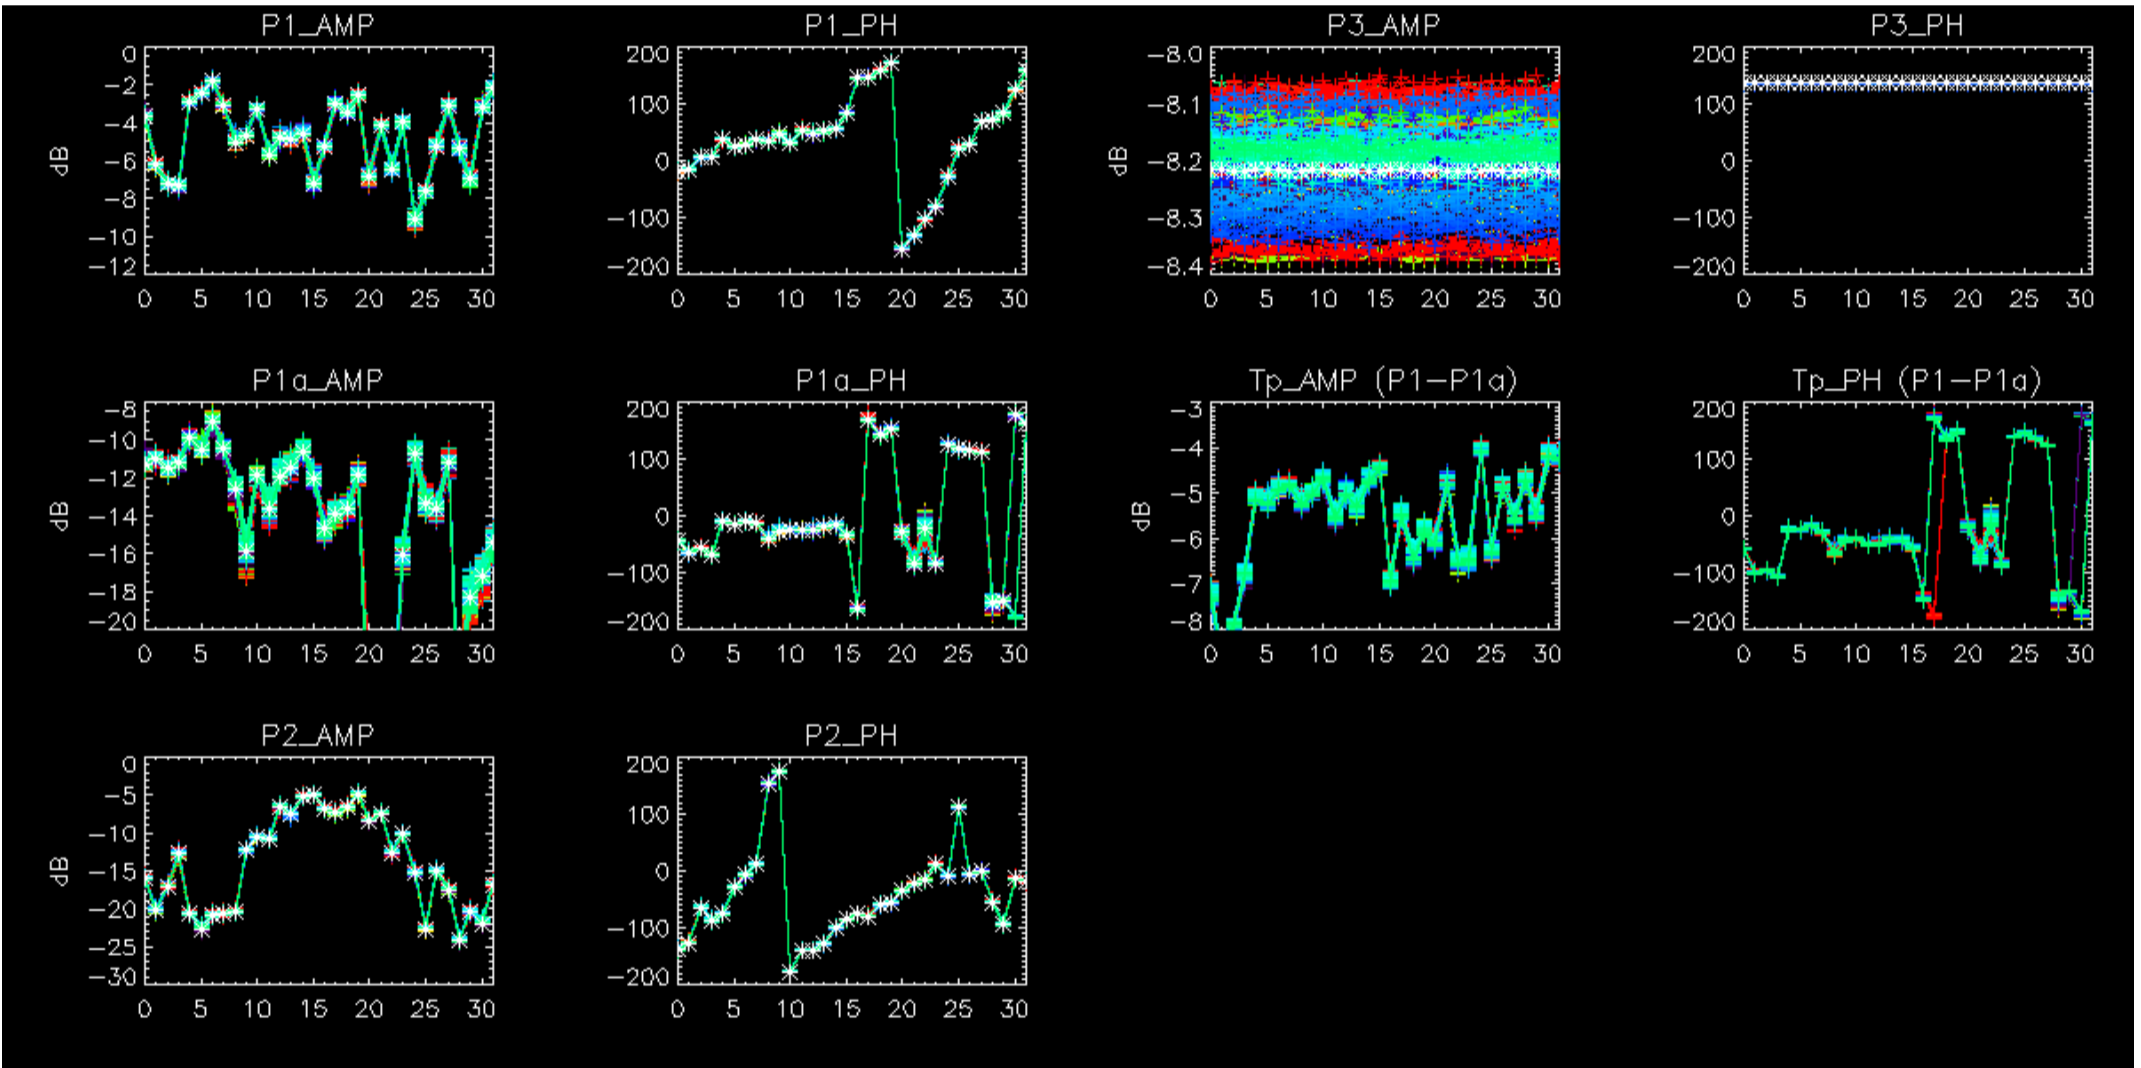 P1_AMP
0
-2
-4
-6
-8
-10
-12
dB
0 5 10 15 20 25 30
P1_PH
200
100
0
-100
-200
0 5 10 15 20 25 30
P3_AMP
-8.0
-8.1
-8.2
-8.3
-8.4
dB
0 5 10 15 20 25 30
P3_PH
200
100
0
-100
-200
0 5 10 15 20 25 30
P1a_AMP
-8
-10
-12
-14
-16
-18
-20
dB
0 5 10 15 20 25 30
P1a_PH
200
100
0
-100
-200
0 5 10 15 20 25 30
Tp_AMP (P1-P1a)
-3
-4
-5
-6
-7
-8
dB
0 5 10 15 20 25 30
Tp_PH (P1-P1a)
200
100
0
-100
-200
0 5 10 15 20 25 30
P2_AMP
0
-5
-10
-15
-20
-25
-30
dB
0 5 10 15 20 25 30
P2_PH
200
100
0
-100
-200
0 5 10 15 20 25 30